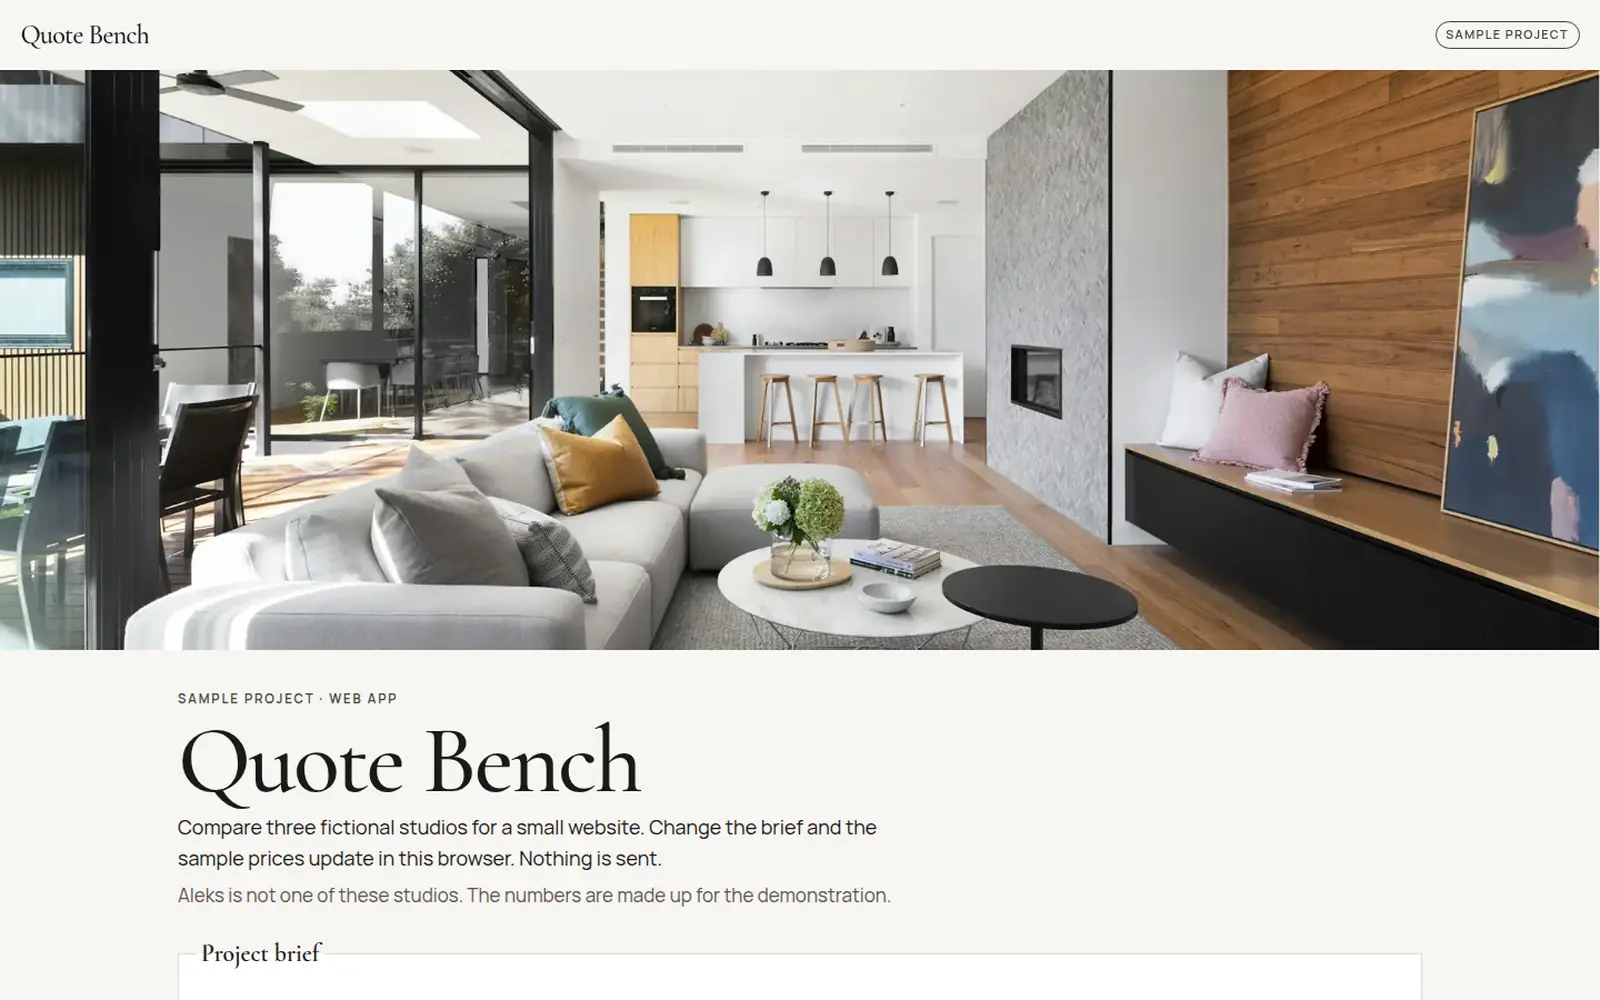 Quote Bench
SAMPLE PROJECT
SAMPLE PROJECT · WEB APP
Quote Bench
Compare three fictional studios for a small website. Change the brief and the
sample prices update in this browser. Nothing is sent.
Aleks is not one of these studios. The numbers are made up for the demonstration.
Project brief